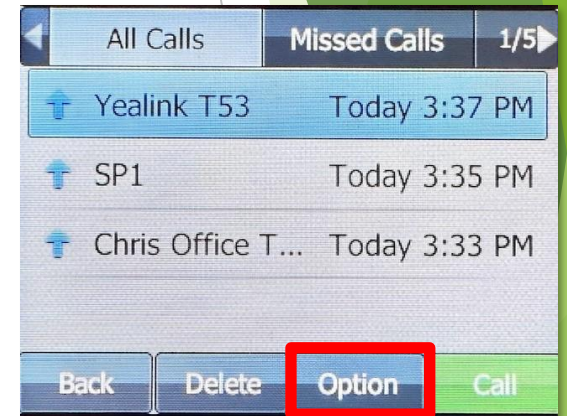 All Calls Missed Calls 1/5
Yealink T53 Today 3:37 PM
SP1 Today 3:35 PM
Chris Office T... Today 3:33 PM
Back Delete Option Call